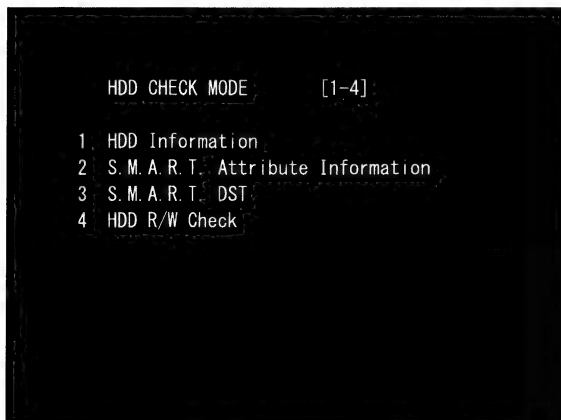 HDD CHECK MODE [1-4]
1 HDD Information
2 S.M.A.R.T. Attribute Information
3 S.M.A.R.T. DST
4 HDD R/W Check